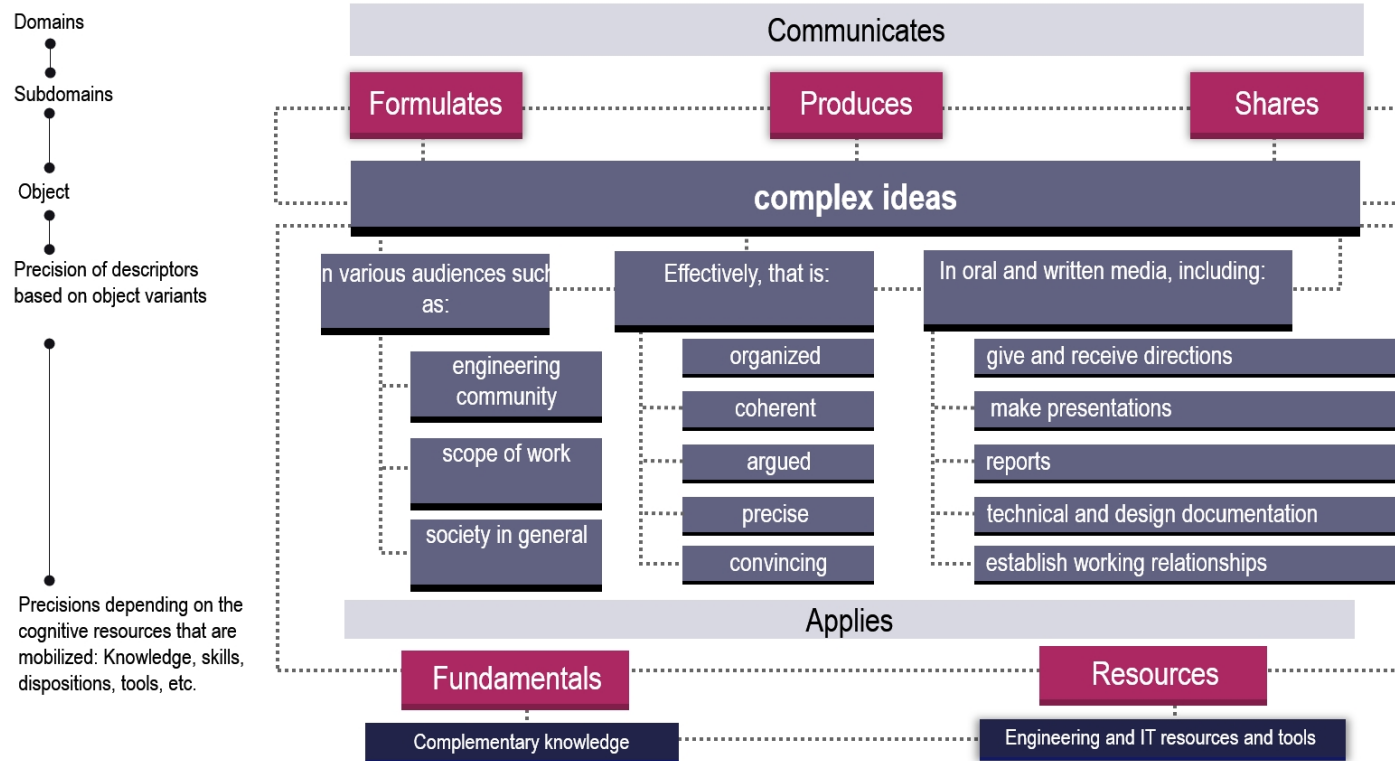 Domains
Subdomains
Object
Precision of descriptors
based on object variants
Precisions depending on the
cognitive resources that are
mobilized: Knowledge, skills,
dispositions, tools, etc.
Communicates
Formulates
Produces
Shares
complex ideas
n various audiences such
as:
engineering
community
scope of work
society in general
Effectively, that is:
organized
coherent
argued
precise
convincing
In oral and written media, including:
give and receive directions
make presentations
reports
technical and design documentation
establish working relationships
Applies
Fundamentals
Resources
Complementary knowledge
Engineering and IT resources and tools